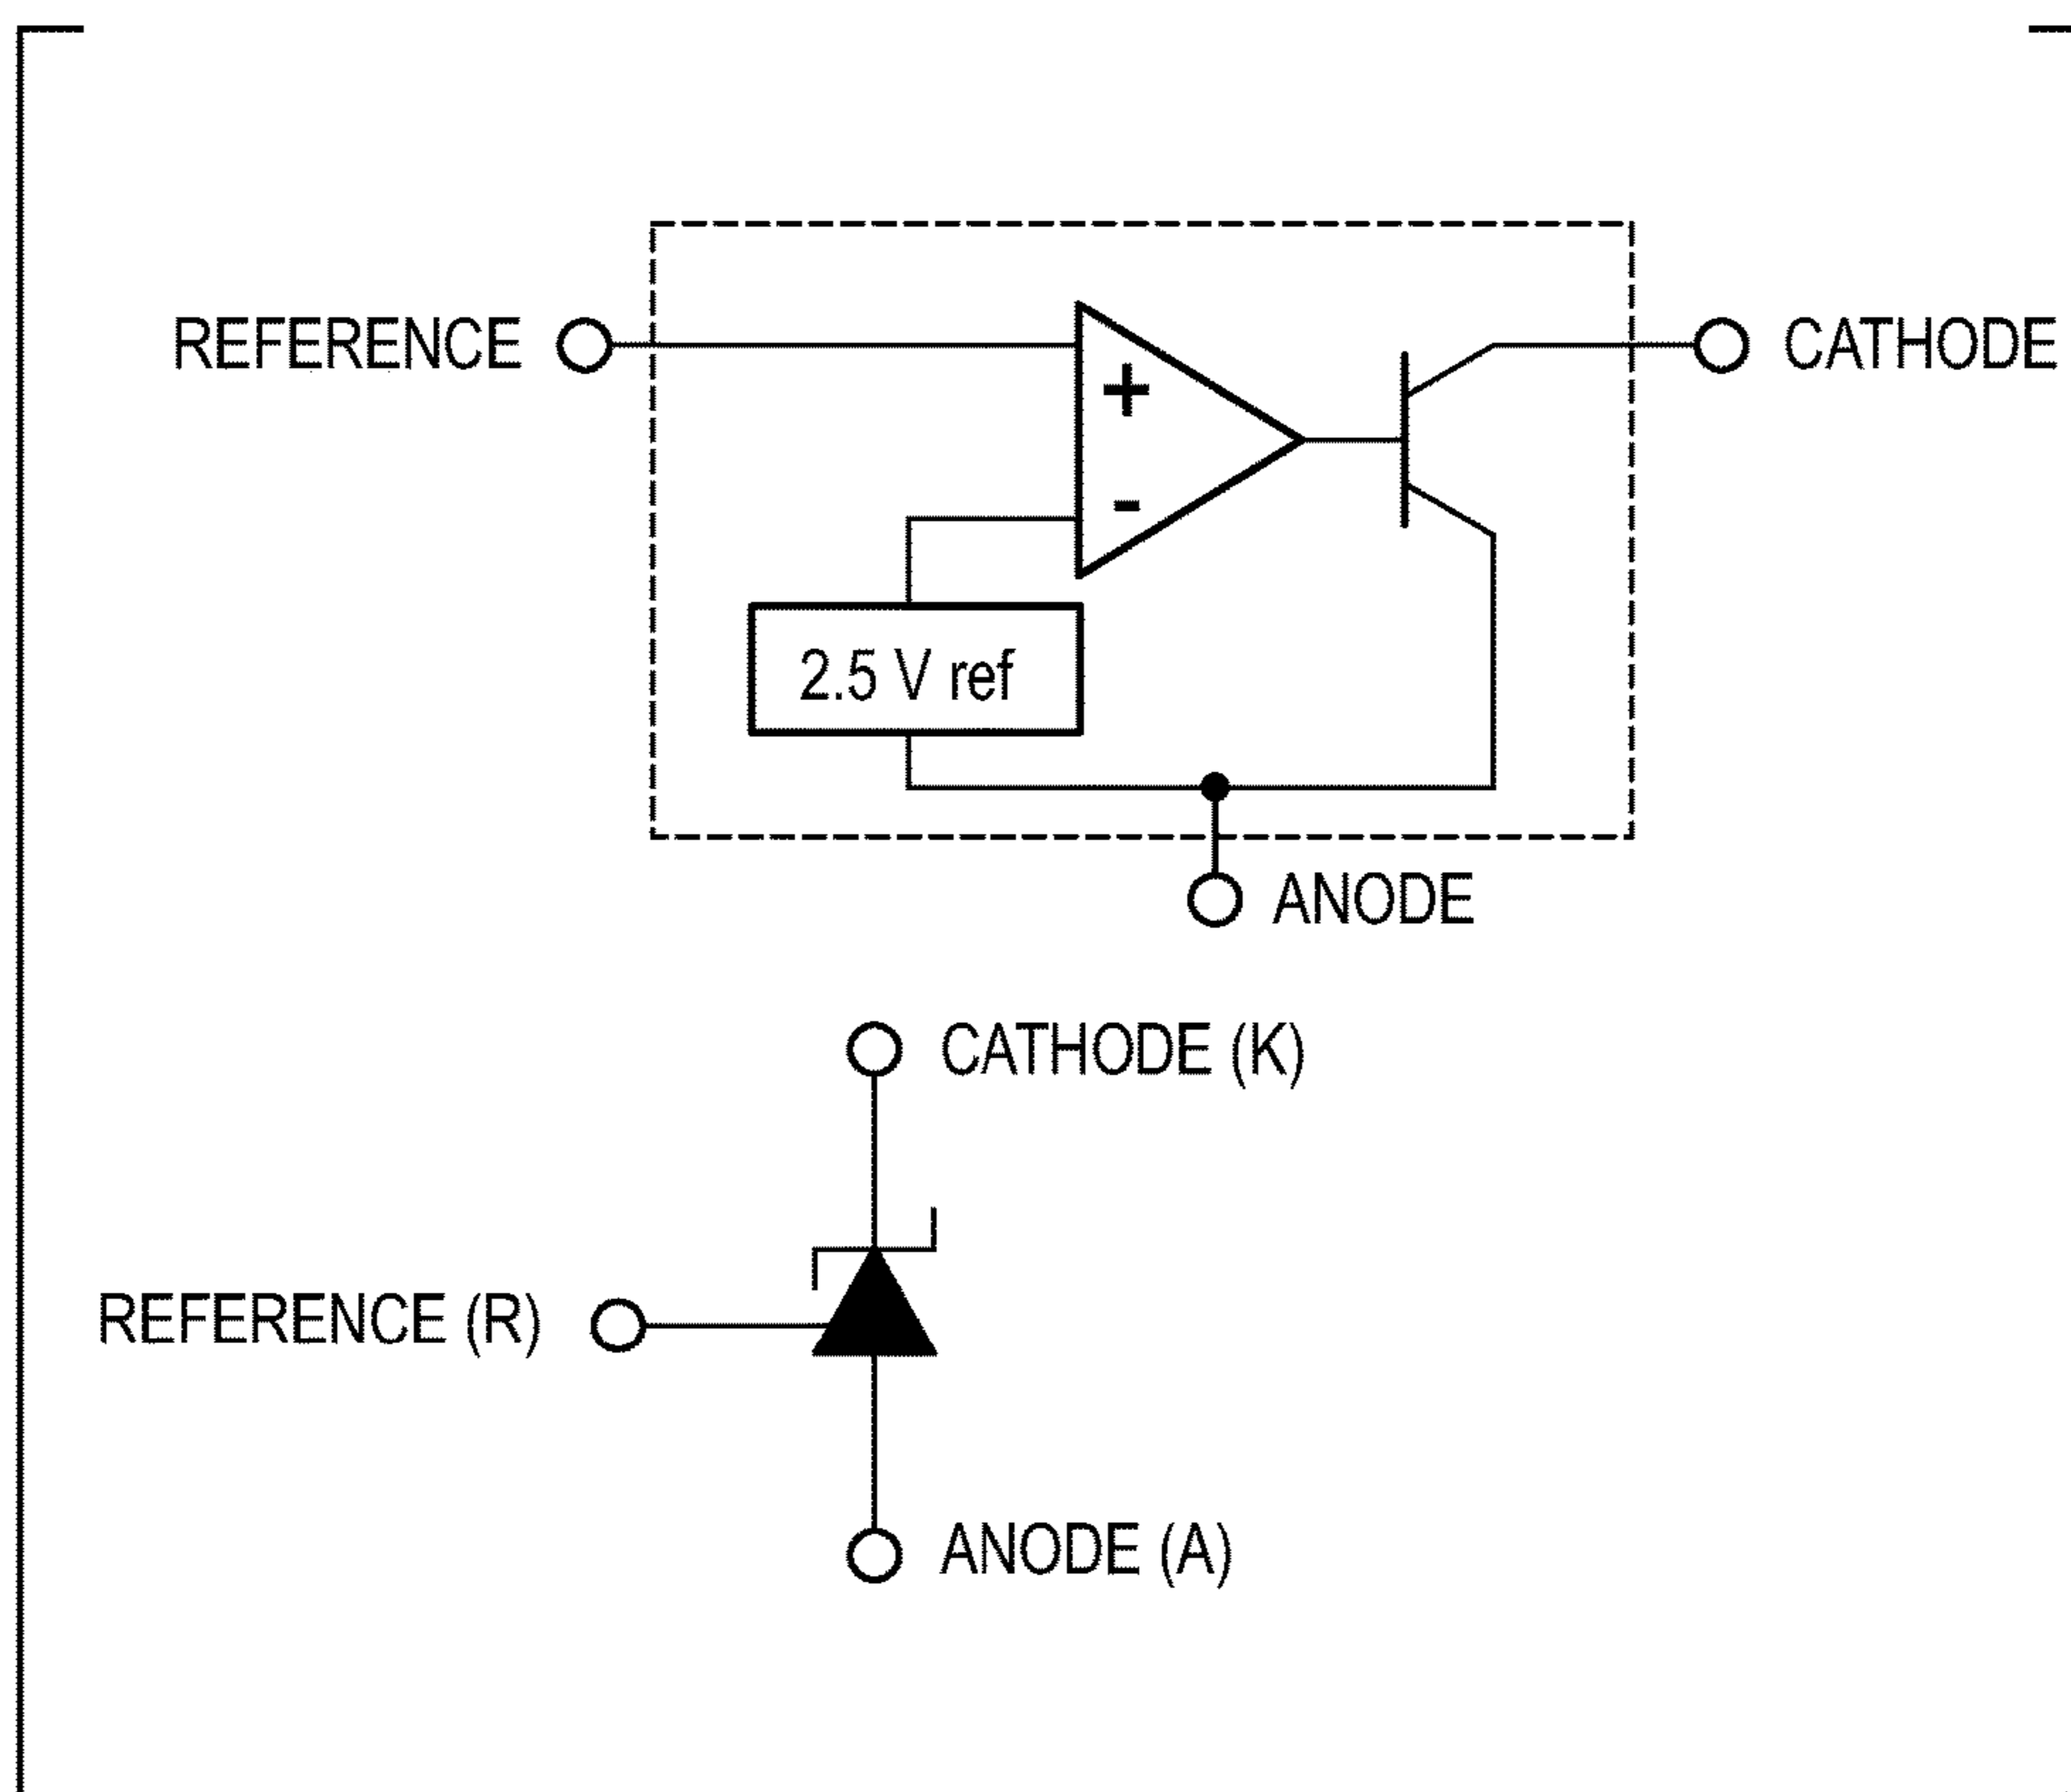 REFERENCE
CATHODE
+
-
2.5 V ref
ANODE
CATHODE (K)
REFERENCE (R)
ANODE (A)